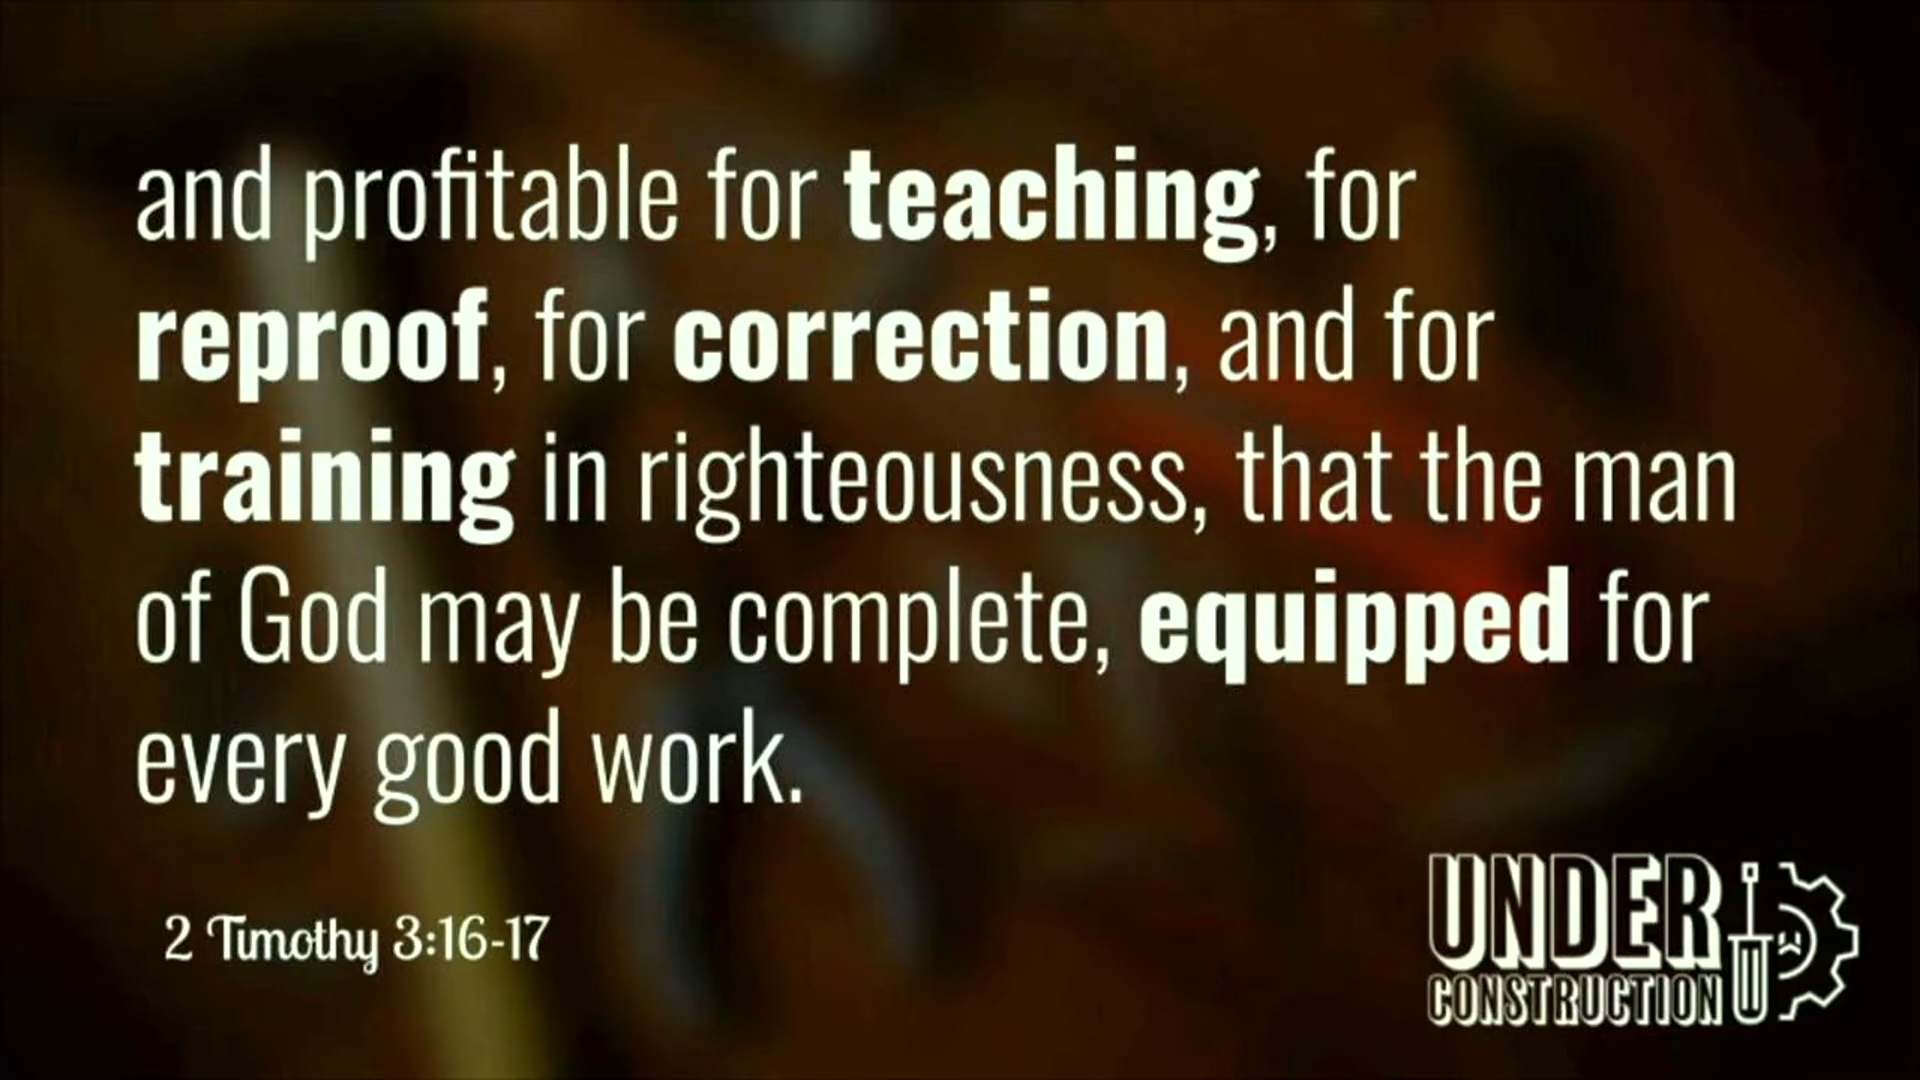 and profitable for teaching, for
reproof, for correction, and for
training in righteousness, that the man
of God may be complete, equipped for
every good work.
2 Timothy 3:16-17
UNDER
CONSTRUCTION